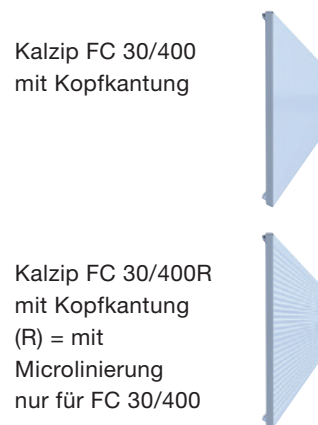 Kalzip FC 30/400
mit Kopfkantung
Kalzip FC 30/400R
mit Kopfkantung
(R) = mit
Microlinierung
nur für FC 30/400